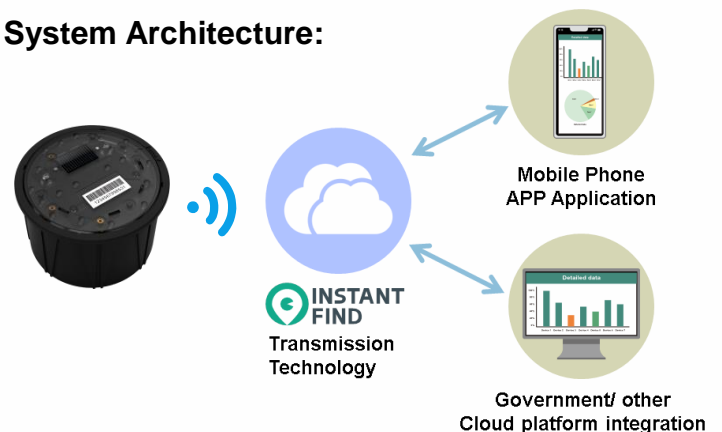 System Architecture:
Mobile Phone
APP Application
INSTANT
FIND
Transmission
Technology
Detailed data
Government/ other
Cloud platform integration